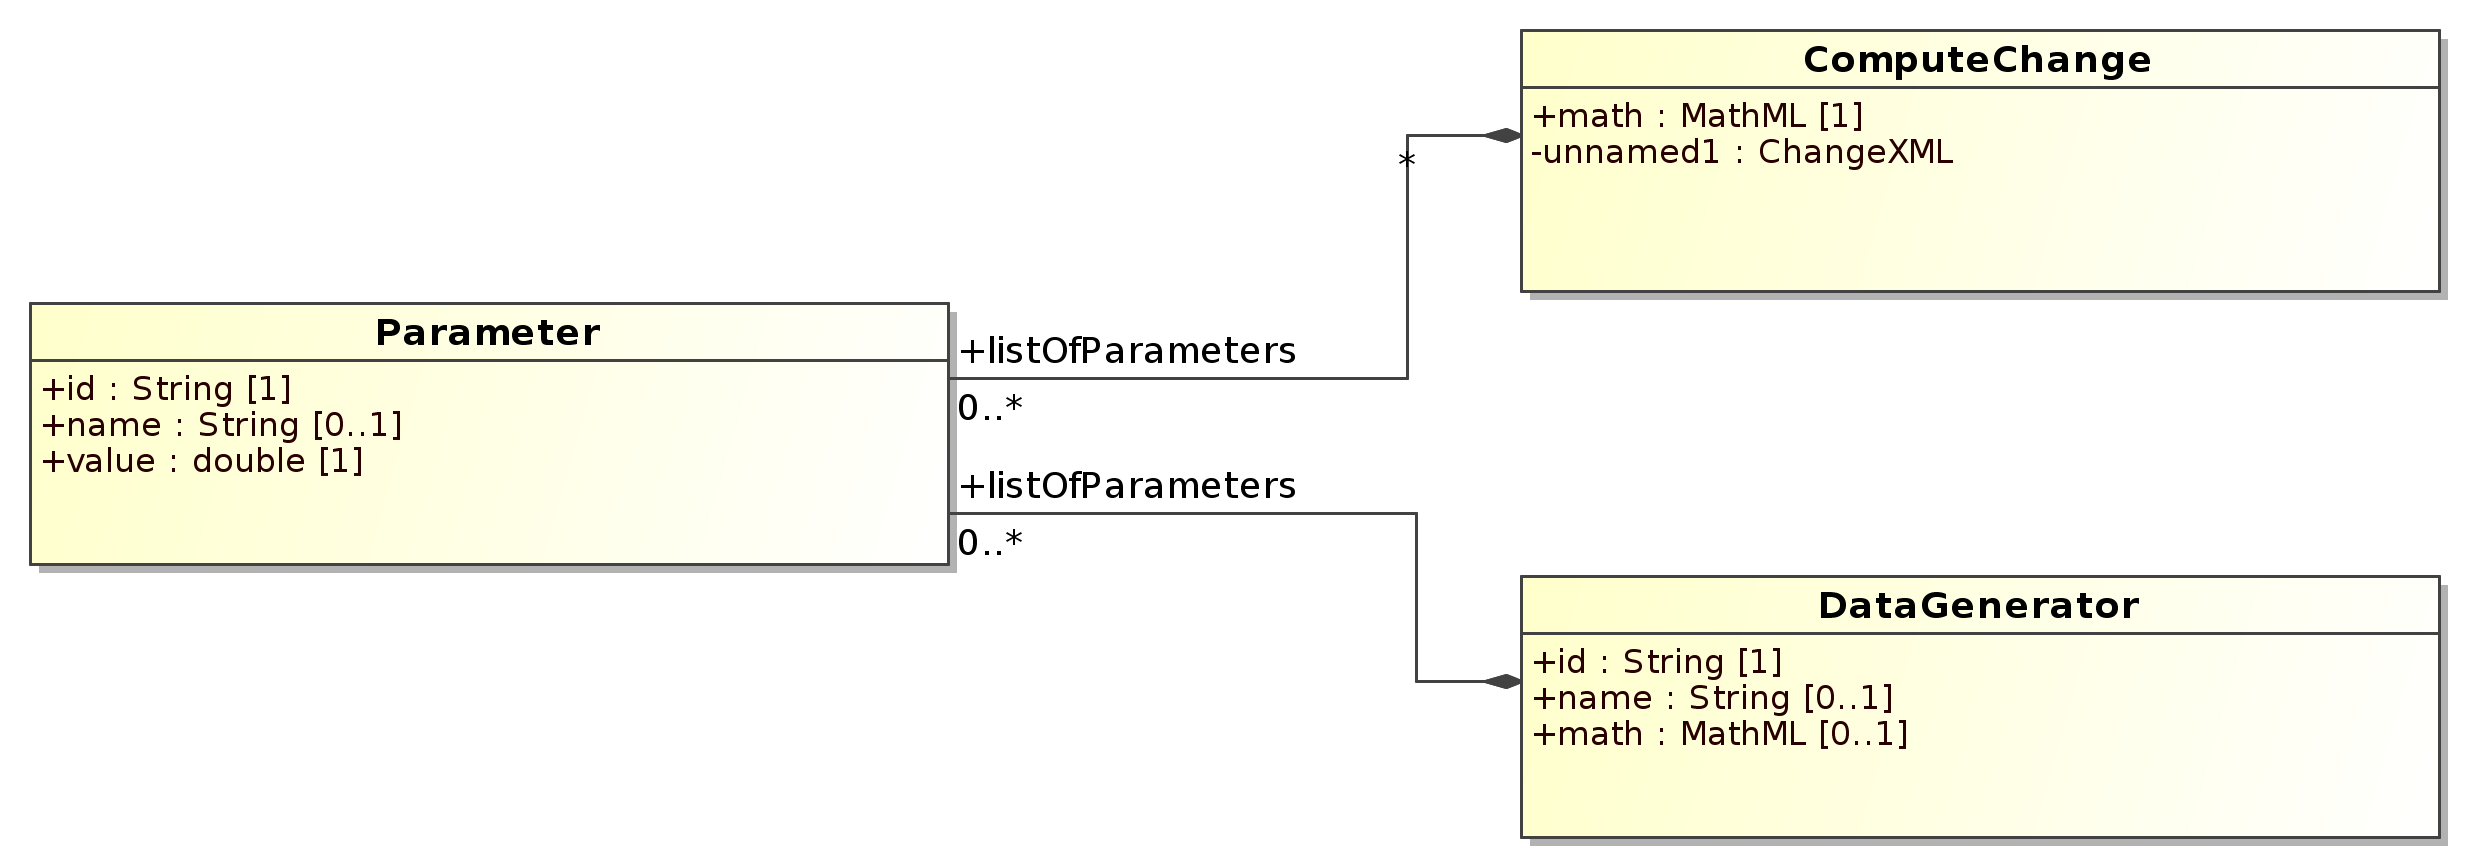 ComputeChange
+math : MathML [1]
-unnamed1 : ChangeXML
*
Parameter
+id : String [1]
+name : String [0..1]
+value : double [1]
+listOfParameters
0..*
+listOfParameters
0..*
DataGenerator
+id : String [1]
+name : String [0..1]
+math : MathML [0..1]